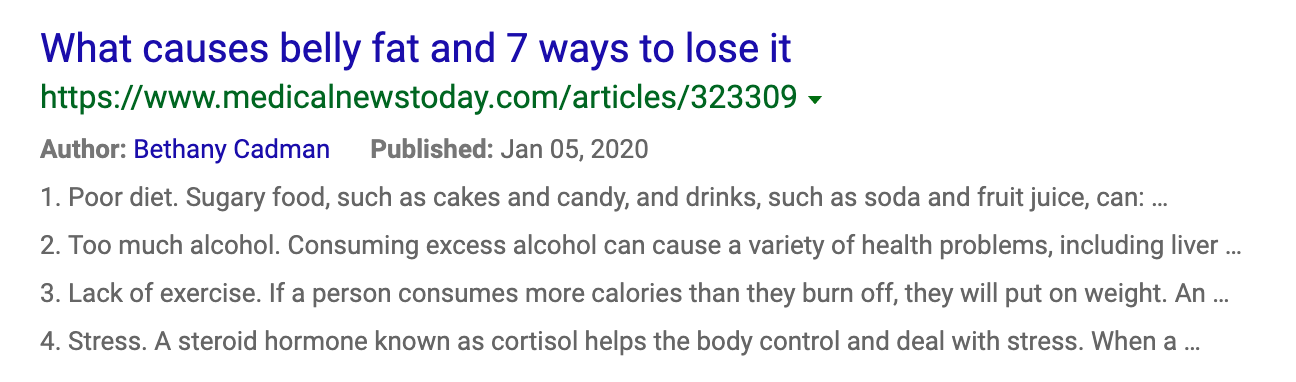 What causes belly fat and 7 ways to lose it
https://www.medicalnewstoday.com/articles/323309
Author: Bethany Cadman Published: Jan 05, 2020
1. Poor diet. Sugary food, such as cakes and candy, and drinks, such as soda and fruit juice, can: ...
2. Too much alcohol. Consuming excess alcohol can cause a variety of health problems, including liver ...
3. Lack of exercise. If a person consumes more calories than they burn off, they will put on weight. An ...
4. Stress. A steroid hormone known as cortisol helps the body control and deal with stress. When a ...